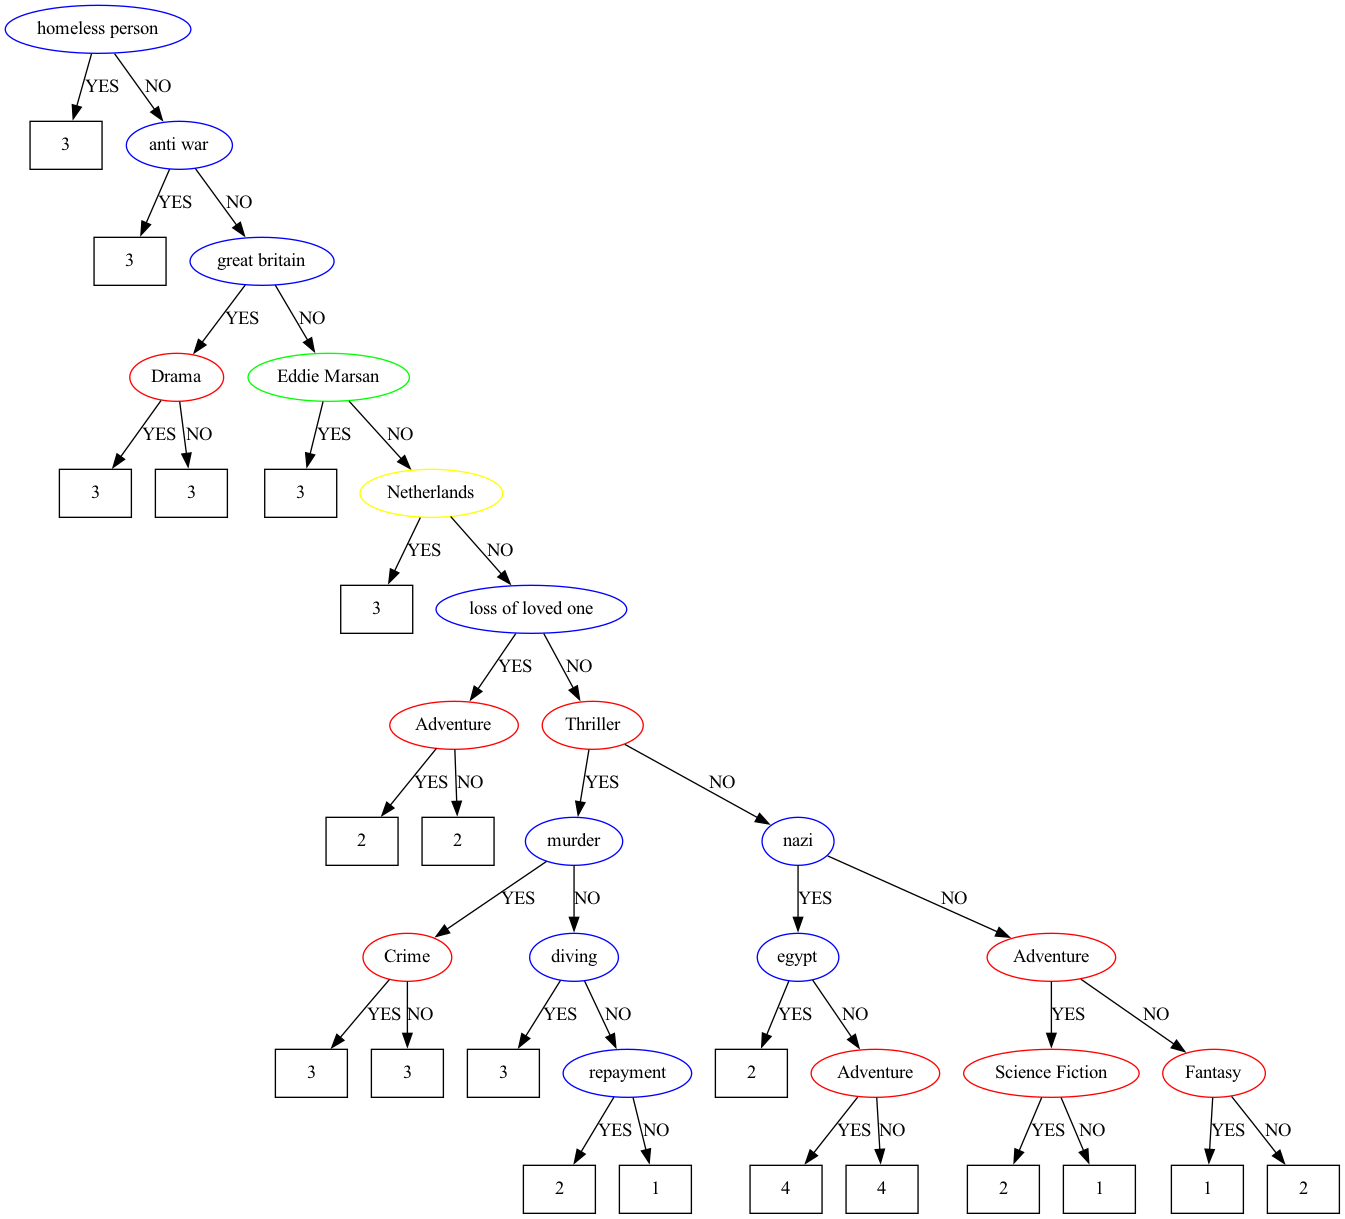 homeless person
YES
NO
3
anti war
YES
NO
3
great britain
YES
NO
Drama
Eddie Marsan
YES
NO
YES
NO
3
3
3
Netherlands
YES
NO
3
loss of loved one
YES
NO
Adventure
Thriller
YES
NO
YES
NO
2
2
murder
nazi
YES
NO
YES
NO
Crime
diving
egypt
Adventure
YES
NO
YES
NO
YES
NO
YES
NO
3
3
3
repayment
2
Adventure
Science Fiction
Fantasy
YES
NO
YES
NO
YES
NO
YES
NO
2
1
4
4
2
1
1
2